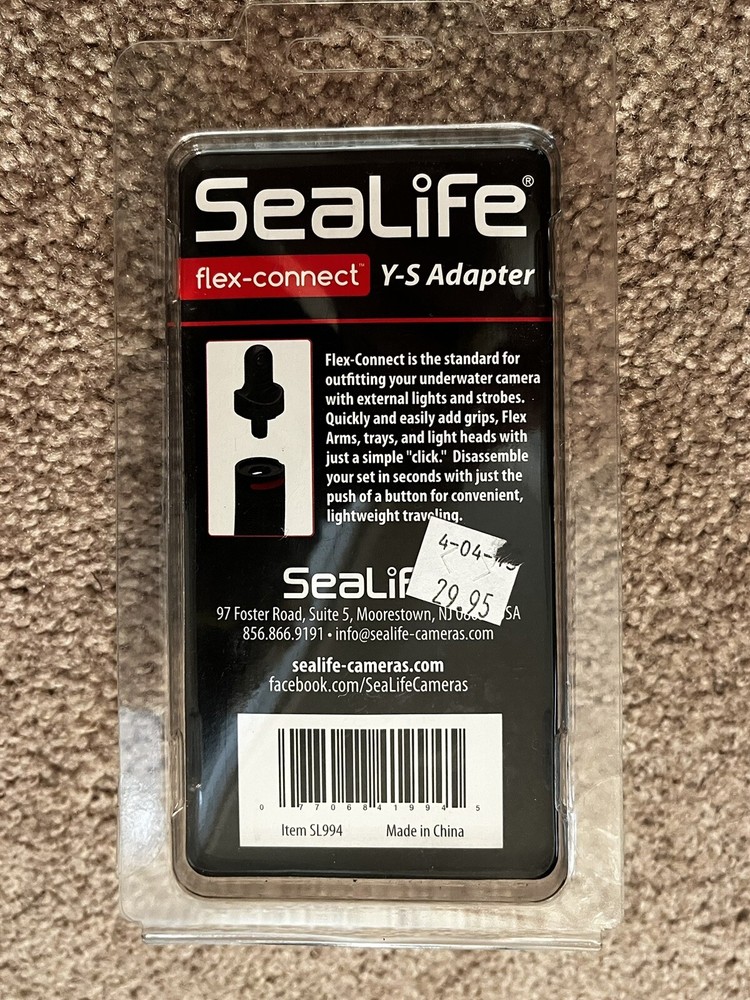 SeaLife®
flex-connect™ Y-S Adapter
Flex-Connect is the standard for
outfitting your underwater camera
with external lights and strobes.
Quickly and easily add grips, Flex
Arms, trays, and light heads with
just a simple "click." Disassemble
your set in seconds with just the
push of a button for convenient,
lightweight traveling.
4-04-
29.95
97 Foster Road, Suite 5, Moorestown, NJ
856.866.9191 • info@sealife-cameras.com
sealife-cameras.com
facebook.com/SeaLifeCameras
0 77068 41994 5
Item SL994 Made in China